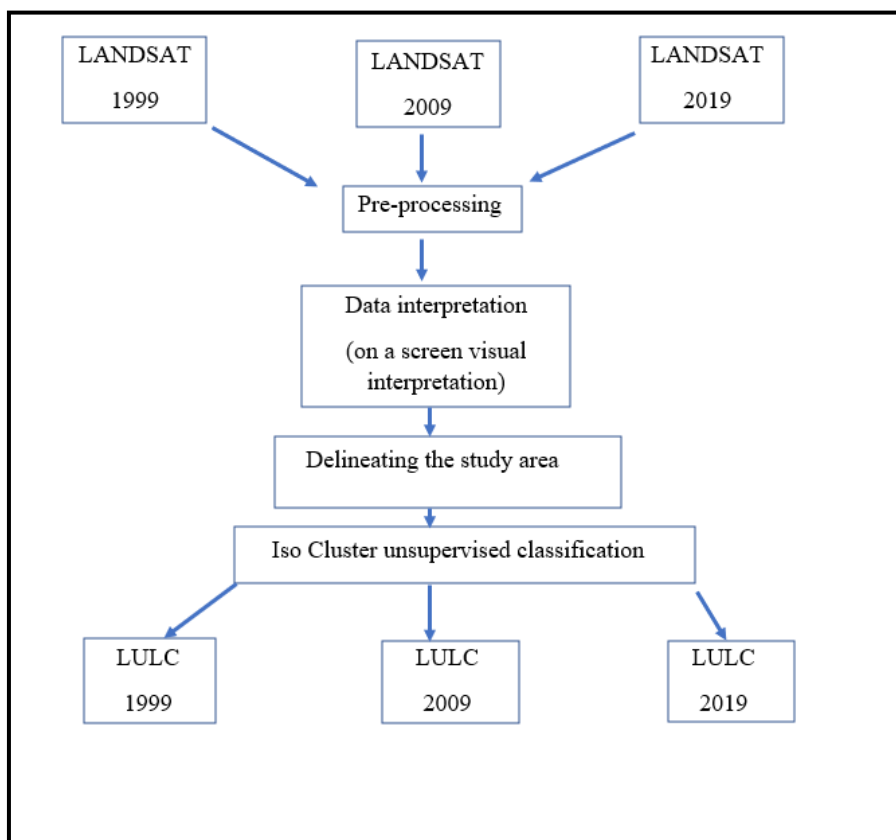 LANDSAT
1999
LANDSAT
2009
LANDSAT
2019
Pre-processing
Data interpretation
(on a screen visual
interpretation)
Delineating the study area
Iso Cluster unsupervised classification
LULC
1999
LULC
2009
LULC
2019